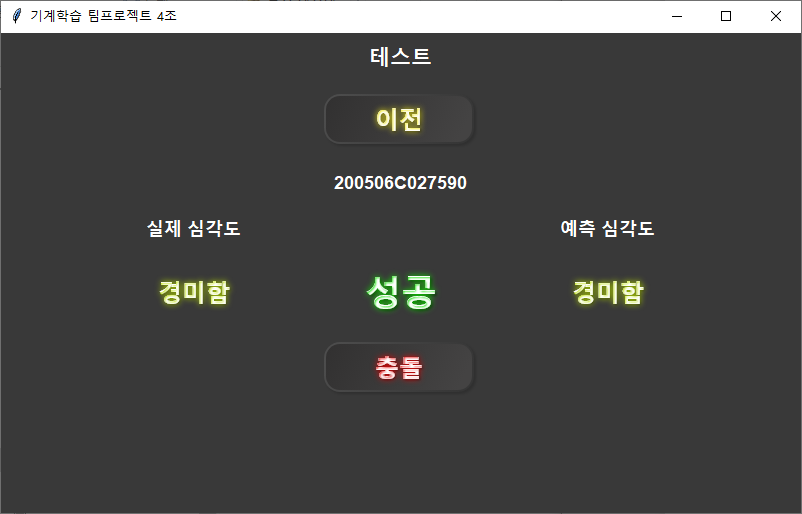 기계학습 팀프로젝트 4조
테스트
이전
200506C027590
실제 심각도 예측 심각도
경미함 성공 경미함
충돌